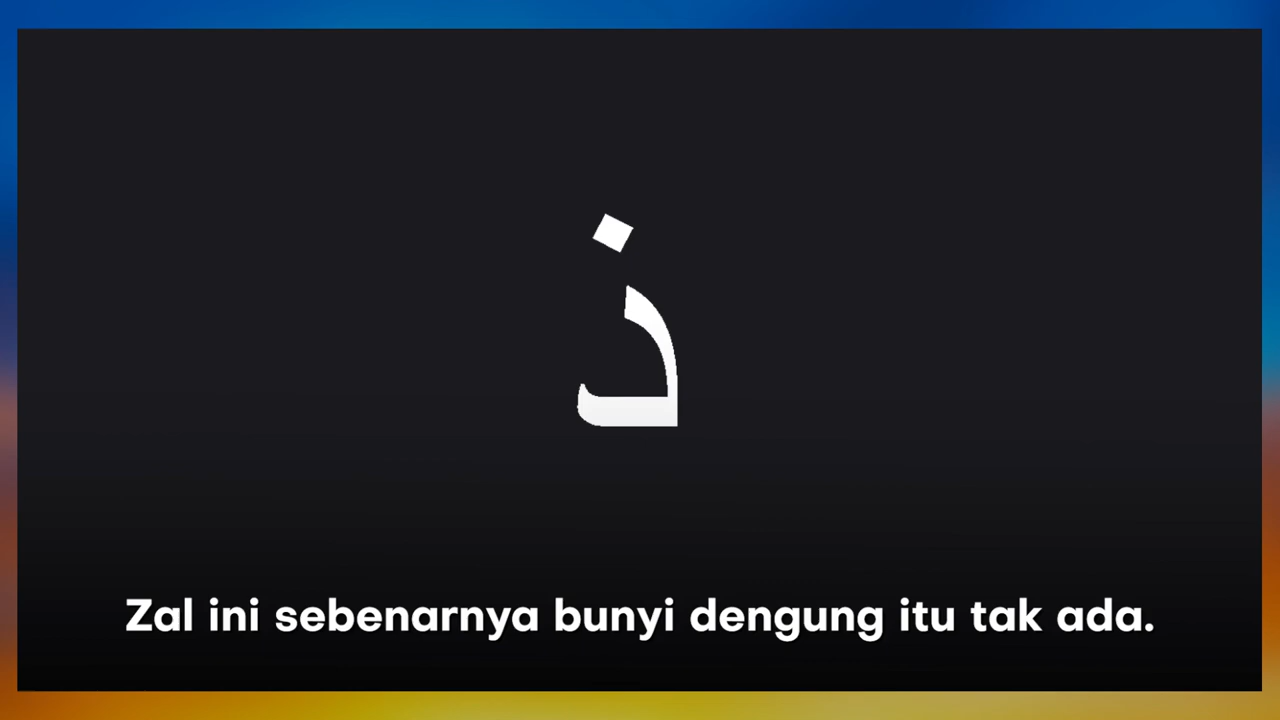 ذ
Zal ini sebenarnya bunyi dengung itu tak ada.